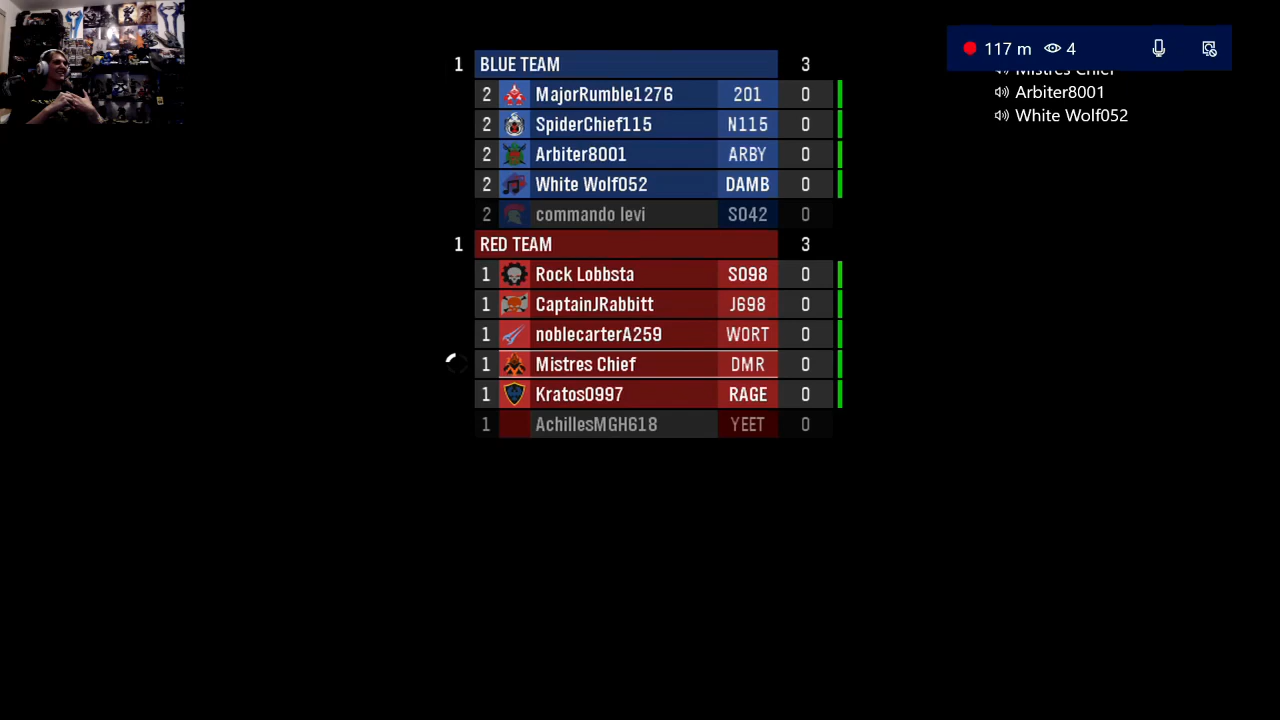 117 m 4
Mistres Chief
Arbiter8001
White Wolf052
1 BLUE TEAM 3
2 MajorRumble1276 201 0
2 SpiderChief115 N115 0
2 Arbiter8001 ARBY 0
2 White Wolf052 DAMB 0
2 commando levi S042 0
1 RED TEAM 3
1 Rock Lobbsta S098 0
1 CaptainJRabbitt J698 0
1 noblecarterA259 WORT 0
1 Mistres Chief DMR 0
1 Kratos0997 RAGE 0
1 AchillesMGH618 YEET 0